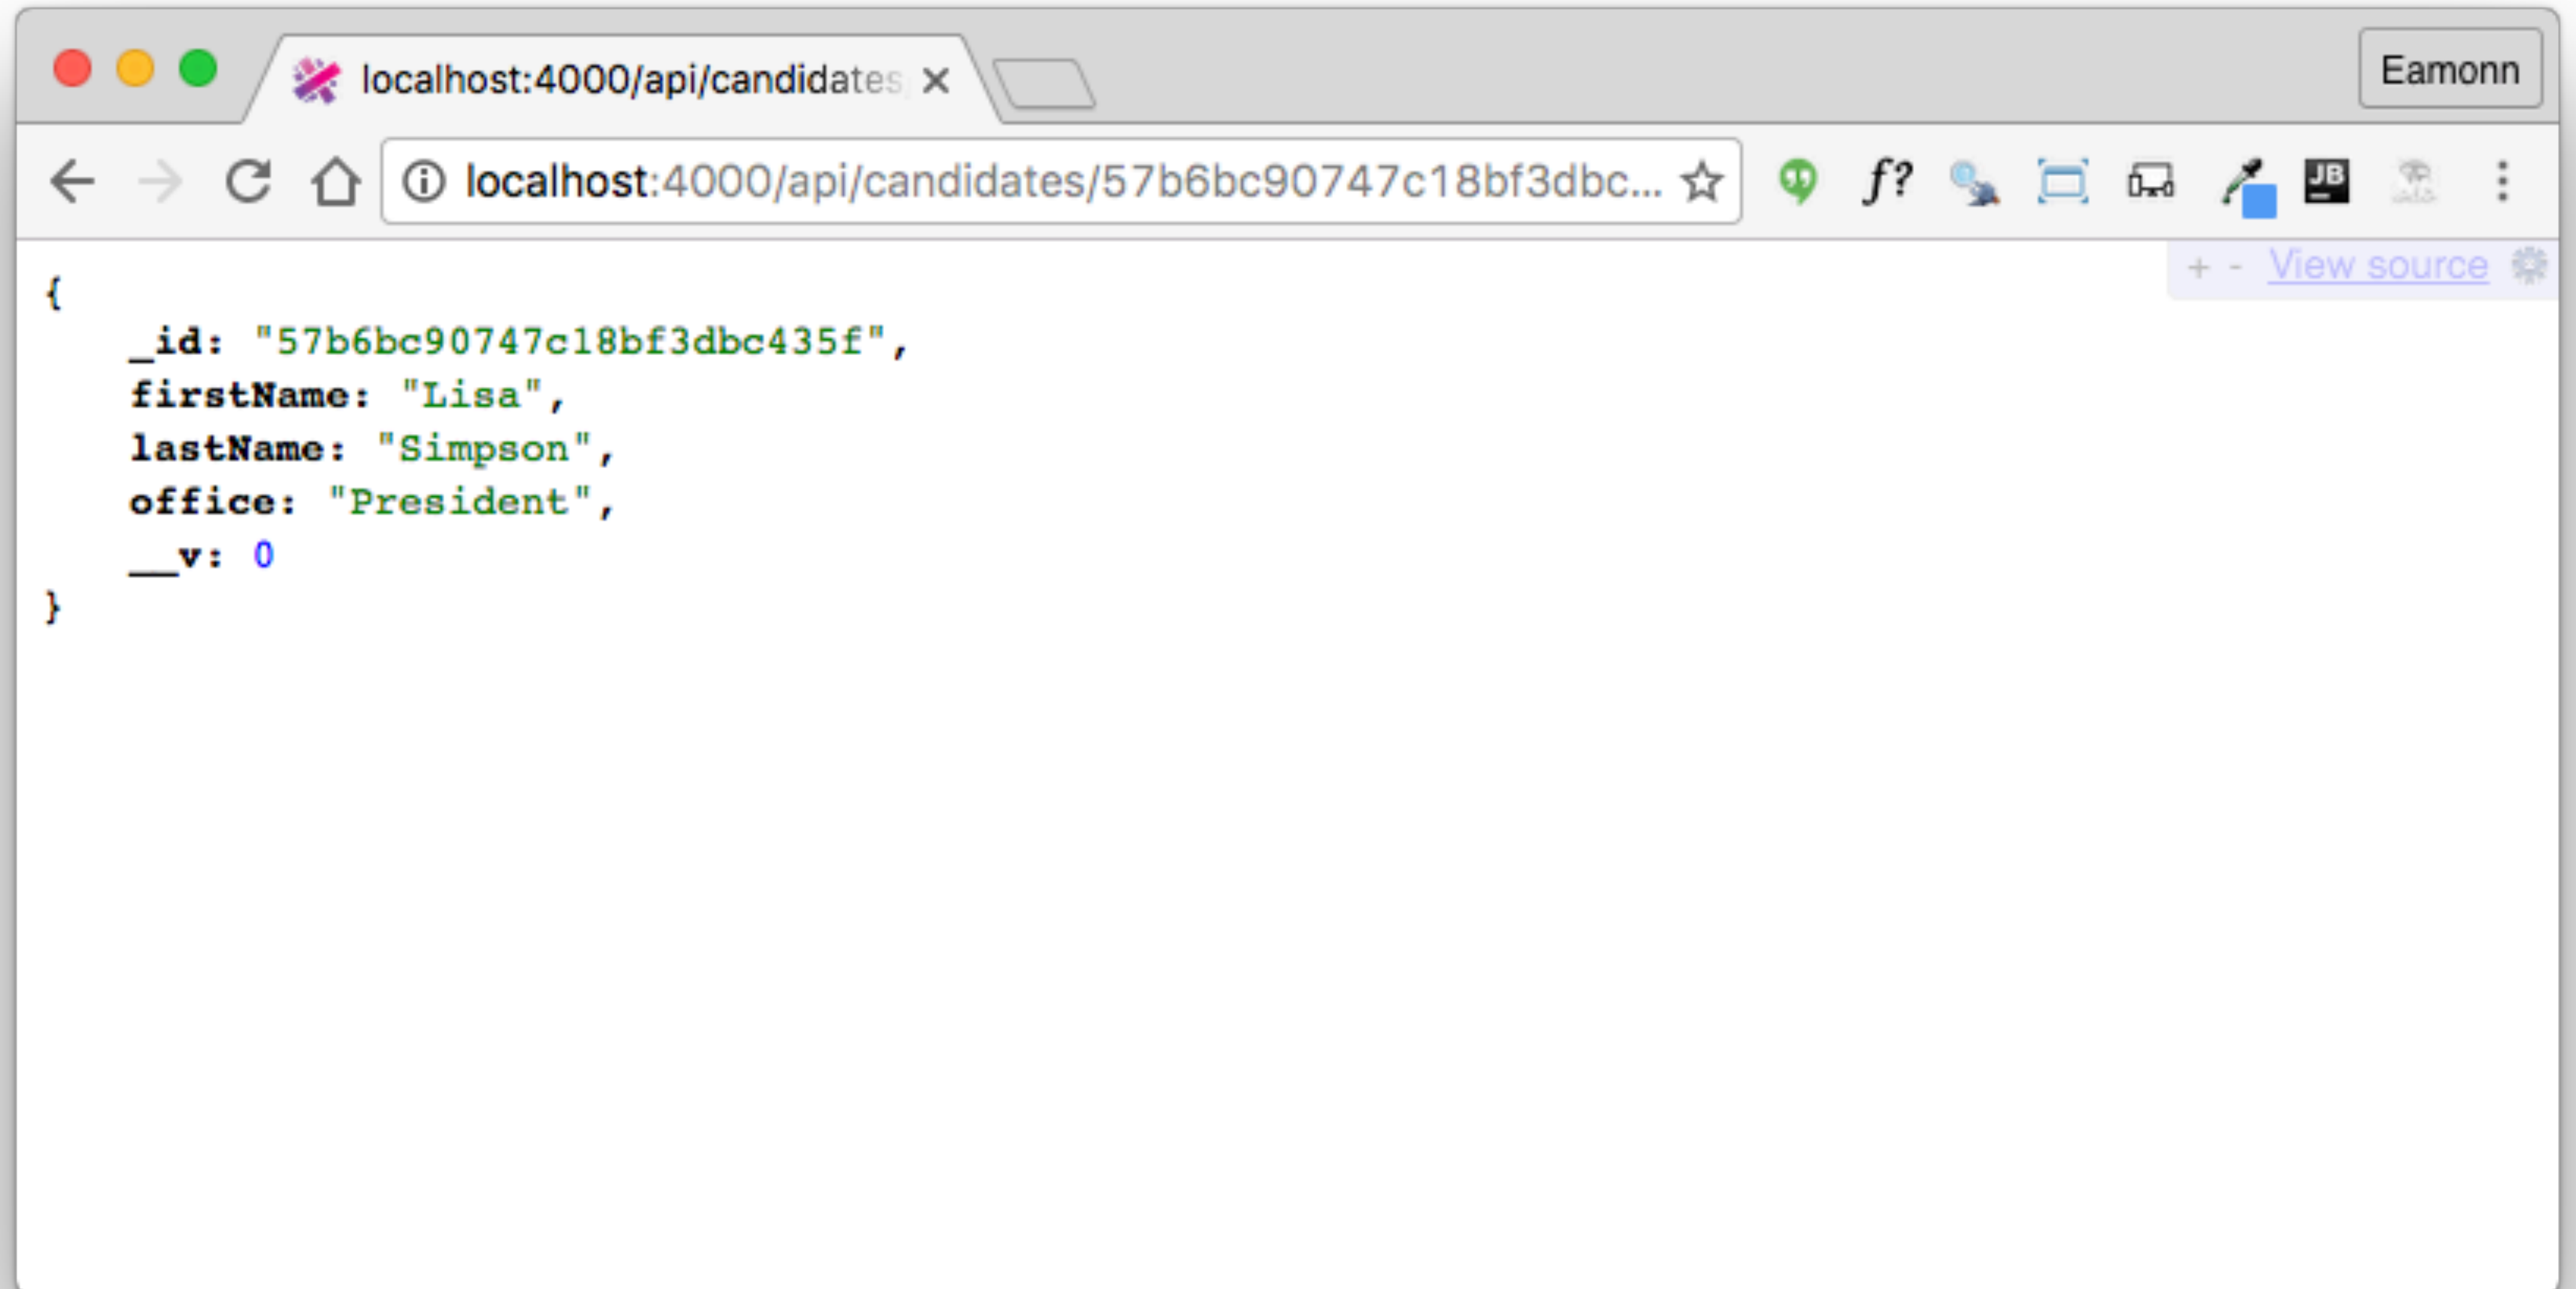 localhost:4000/api/candidates
Eamonn
localhost:4000/api/candidates/57b6bc90747c18bf3dbc...
f?
JB
+ - View source
{
_id: "57b6bc90747c18bf3dbc435f",
firstName: "Lisa",
lastName: "Simpson",
office: "President",
__v: 0
}